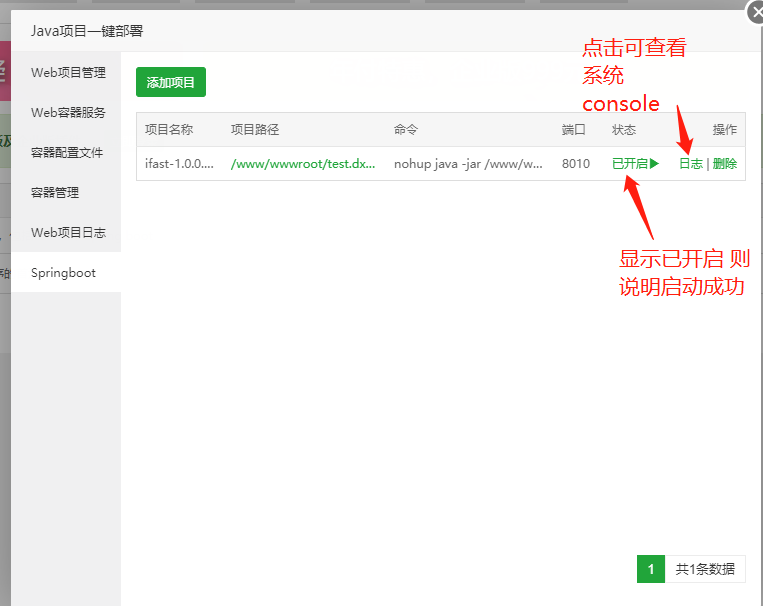 Java项目一键部署
点击可查看
系统
console
Web项目管理
Web容器服务
容器配置文件
容器管理
Web项目日志
Springboot
添加项目
项目名称 项目路径 命令 端口 状态 操作
ifast-1.0.0.... /www/wwwroot/test.dx... nohup java -jar /www/w... 8010 已开启▶ 日志 | 删除
显示已开启 则
说明启动成功
1 共1条数据